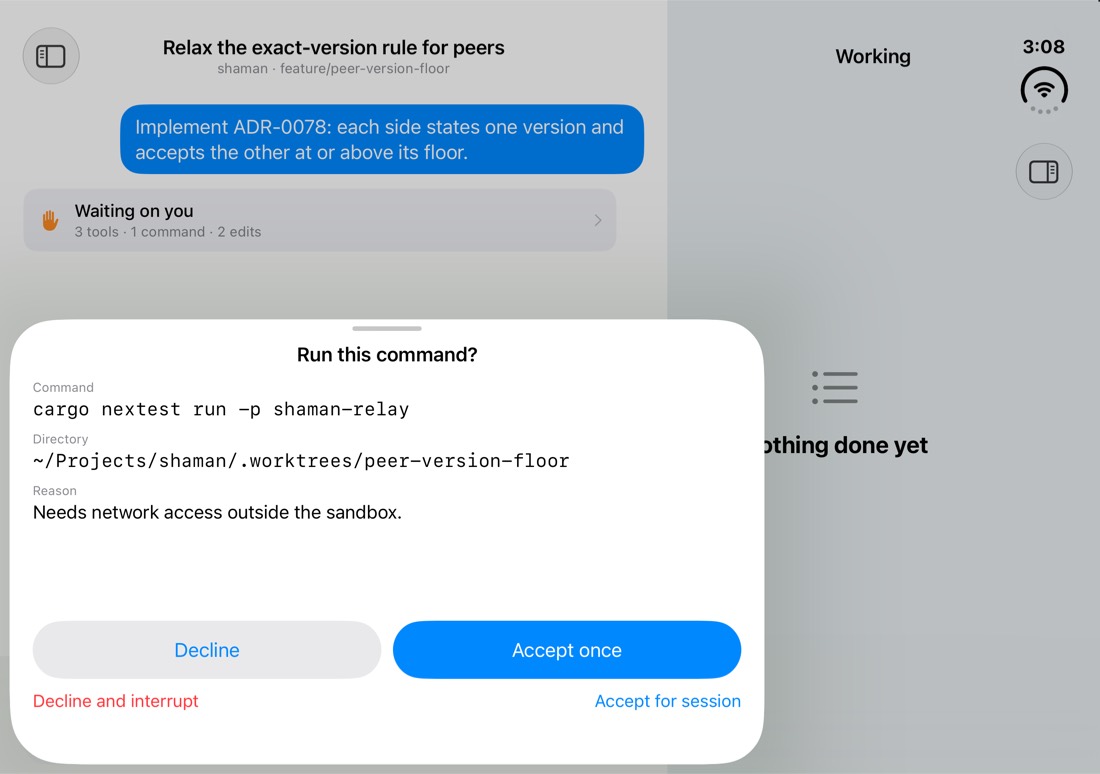 Relax the exact-version rule for peers
shaman · feature/peer-version-floor
Working
3:08
Implement ADR-0078: each side states one version and
accepts the other at or above its floor.
Waiting on you
3 tools · 1 command · 2 edits
othing done yet
Run this command?
Command
cargo nextest run -p shaman-relay
Directory
~/Projects/shaman/.worktrees/peer-version-floor
Reason
Needs network access outside the sandbox.
Decline
Accept once
Decline and interrupt
Accept for session